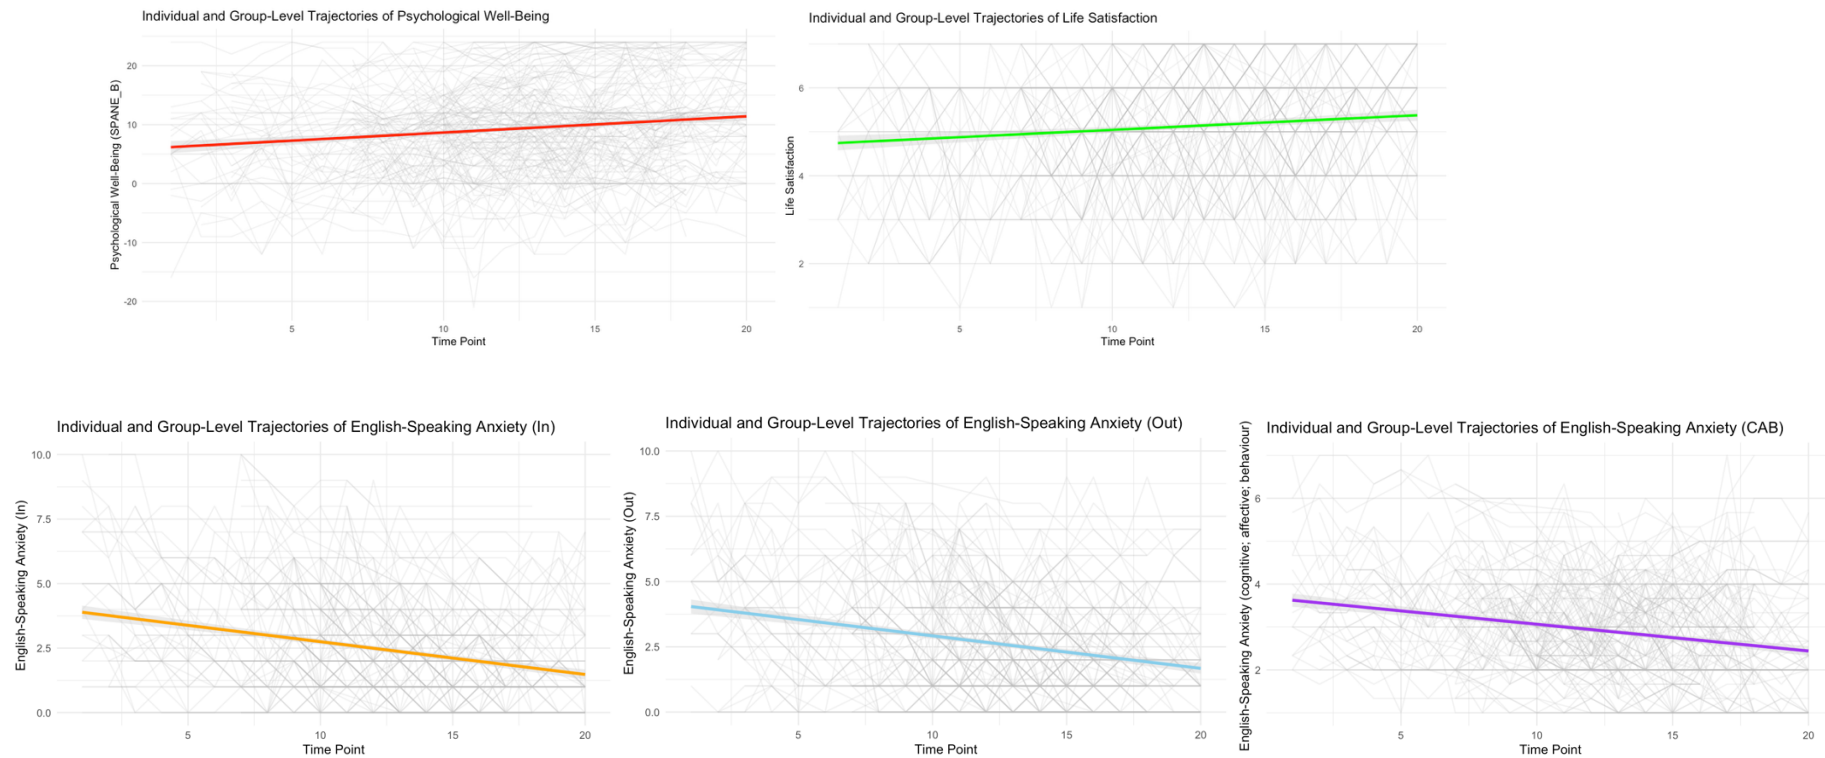 Individual and Group-Level Trajectories of Psychological Well-Being
Psychological Well-Being (SPANE_B)
20
10
0
-10
-20
5
10
15
20
Time Point
Individual and Group-Level Trajectories of Life Satisfaction
Life Satisfaction
6
4
2
5
10
15
20
Time Point
Individual and Group-Level Trajectories of English-Speaking Anxiety (In)
English-Speaking Anxiety (In)
10.0
7.5
5.0
2.5
0.0
5
10
15
20
Time Point
Individual and Group-Level Trajectories of English-Speaking Anxiety (Out)
English-Speaking Anxiety (Out)
10.0
7.5
5.0
2.5
0.0
5
10
15
20
Time Point
Individual and Group-Level Trajectories of English-Speaking Anxiety (CAB)
English-Speaking Anxiety (cognitive; affective; behaviour)
6
4
2
5
10
15
20
Time Point